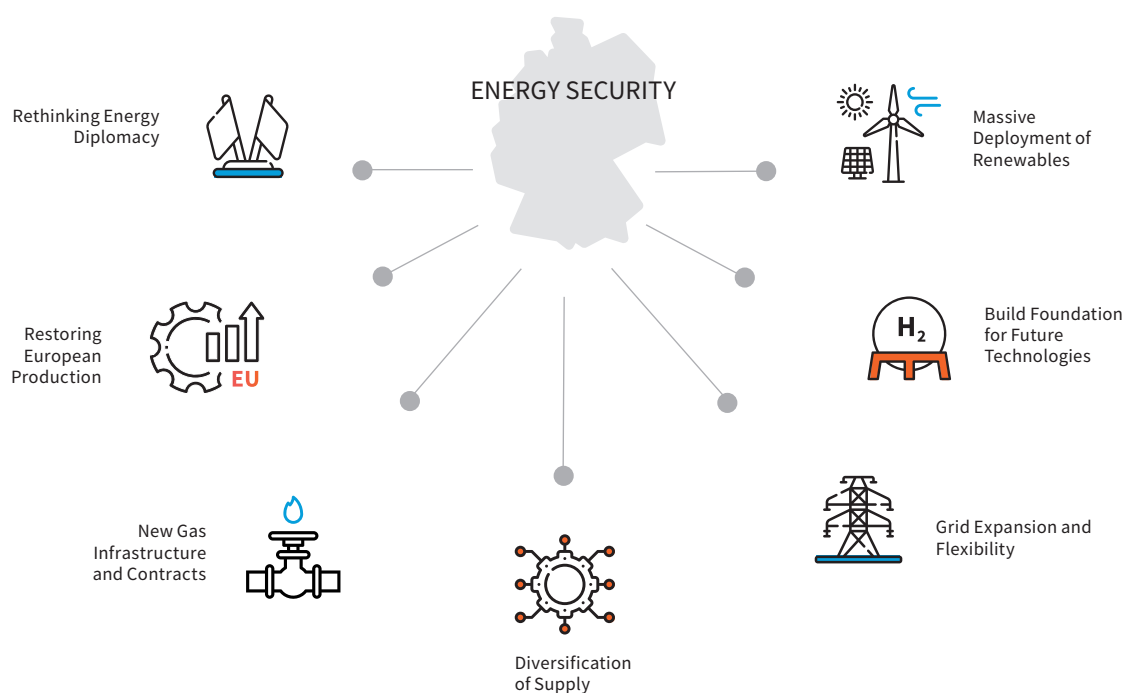 ENERGY SECURITY
Rethinking Energy
Diplomacy
Massive
Deployment of
Renewables
Restoring
European
Production
EU
H₂
Build Foundation
for Future
Technologies
New Gas
Infrastructure
and Contracts
Grid Expansion and
Flexibility
Diversification
of Supply